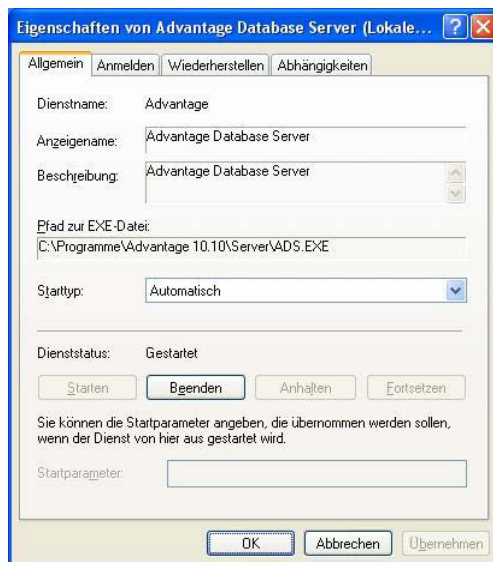 Eigenschaften von Advantage Database Server (Lokale...
Allgemein Anmelden Wiederherstellen Abhängigkeiten
Dienstname: Advantage
Anzeigename: Advantage Database Server
Beschreibung: Advantage Database Server
Pfad zur EXE-Datei:
C:\Programme\Advantage 10.10\Server\ADS.EXE
Starttyp: Automatisch
Dienststatus: Gestartet
Starten Beenden Anhalten Fortsetzen
Sie können die Startparameter angeben, die übernommen werden sollen,
wenn der Dienst von hier aus gestartet wird.
Startparameter:
OK Abbrechen Übernehmen